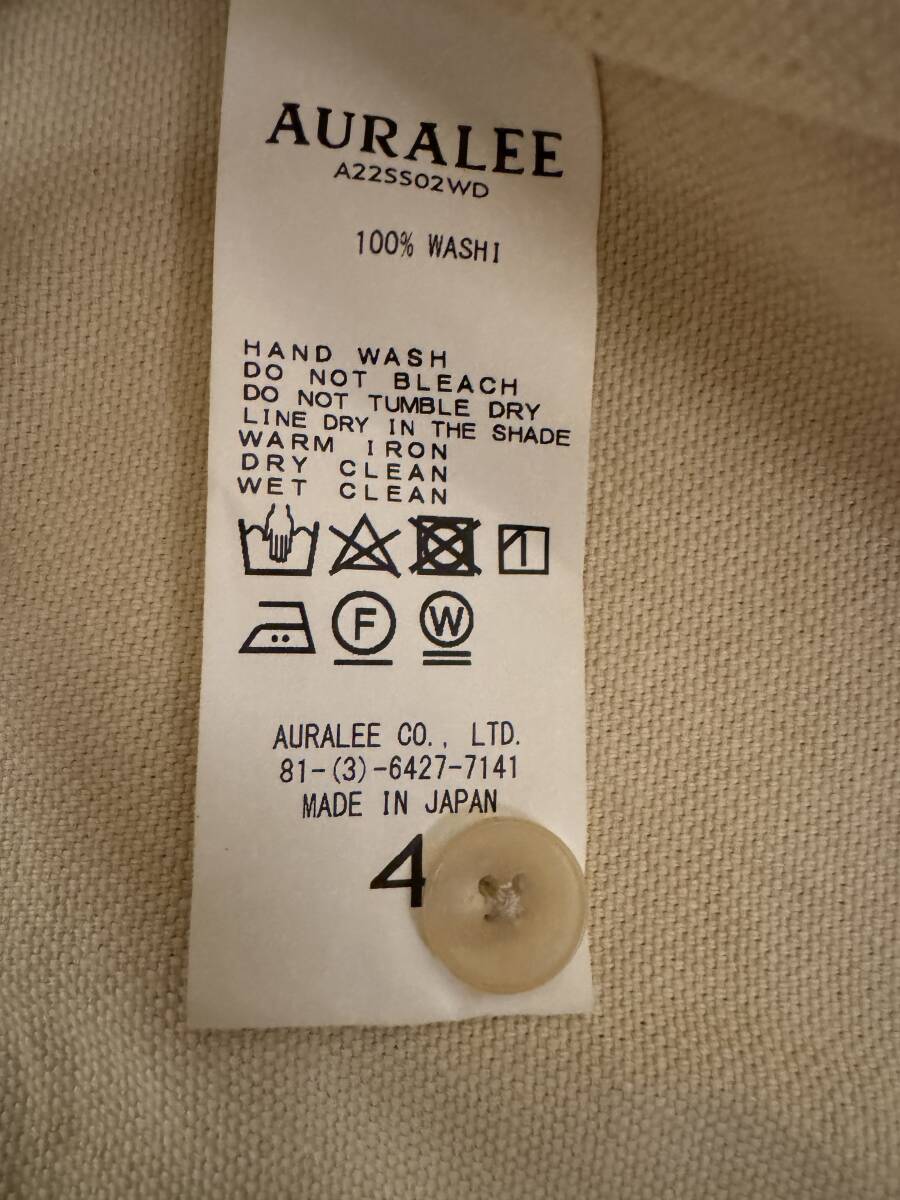 AURALEE
A22SS02WD
100% WASHI
HAND WASH
DO NOT BLEACH
DO NOT TUMBLE DRY
LINE DRY IN THE SHADE
WARM IRON
DRY CLEAN
WET CLEAN
F W
AURALEE CO., LTD.
81-(3)-6427-7141
MADE IN JAPAN
4